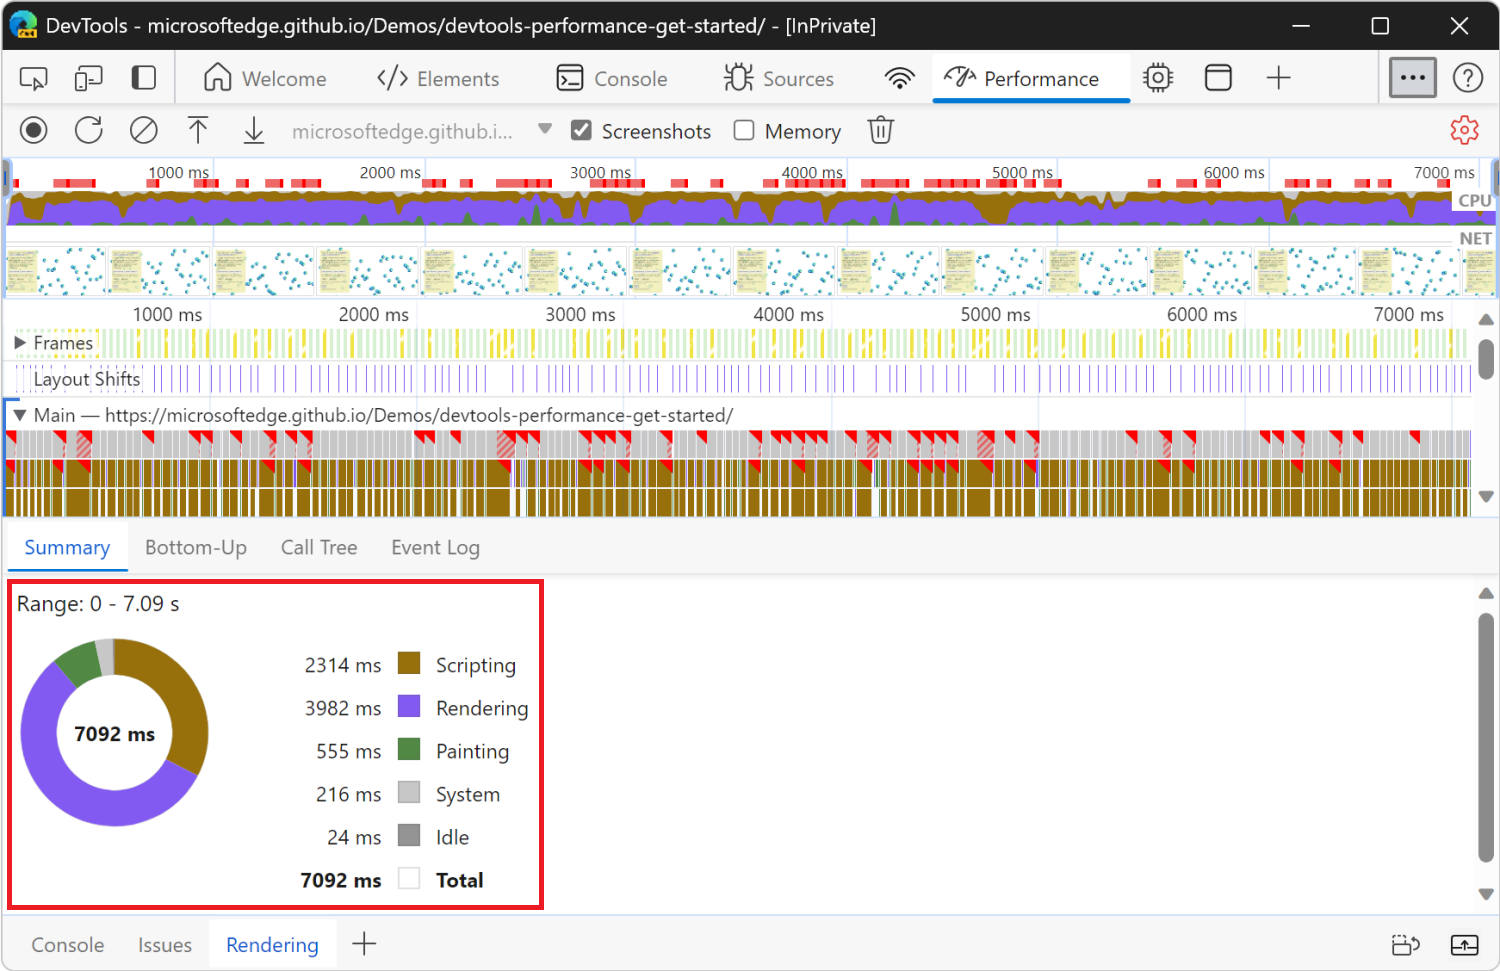 DevTools - microsoftedge.github.io/Demos/devtools-performance-get-started/ - [InPrivate]
Welcome </> Elements Console Sources Performance
microsoftedge.github.i... Screenshots Memory
1000 ms 2000 ms 3000 ms 4000 ms 5000 ms 6000 ms 7000 ms
CPU
NET
1000 ms 2000 ms 3000 ms 4000 ms 5000 ms 6000 ms 7000 ms
Frames
Layout Shifts
Main — https://microsoftedge.github.io/Demos/devtools-performance-get-started/
Summary Bottom-Up Call Tree Event Log
Range: 0 - 7.09 s
7092 ms
2314 ms Scripting
3982 ms Rendering
555 ms Painting
216 ms System
24 ms Idle
7092 ms Total
Console Issues Rendering